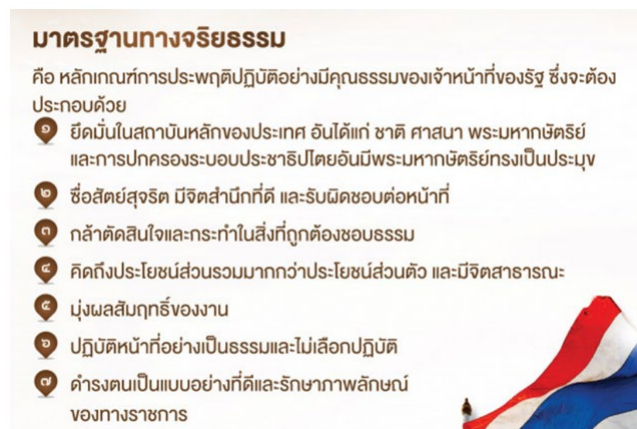 มาตรฐานทางจริยธรรม
คือ หลักเกณฑ์การประพฤติปฏิบัติอย่างมีคุณธรรมของเจ้าหน้าที่ของรัฐ ซึ่งจะต้อง
ประกอบด้วย
๑ ยึดมั่นในสถาบันหลักของประเทศ อันได้แก่ ชาติ ศาสนา พระมหากษัตริย์
และการปกครองระบอบประชาธิปไตยอันมีพระมหากษัตริย์ทรงเป็นประมุข
๒ ซื่อสัตย์สุจริต มีจิตสำนึกที่ดี และรับผิดชอบต่อหน้าที่
๓ กล้าตัดสินใจและกระทำในสิ่งที่ถูกต้องชอบธรรม
๔ คิดถึงประโยชน์ส่วนรวมมากกว่าประโยชน์ส่วนตัว และมีจิตสาธารณะ
๕ มุ่งผลสัมฤทธิ์ของงาน
๖ ปฏิบัติหน้าที่อย่างเป็นธรรมและไม่เลือกปฏิบัติ
๗ ดำรงตนเป็นแบบอย่างที่ดีและรักษาภาพลักษณ์
ของทางราชการ